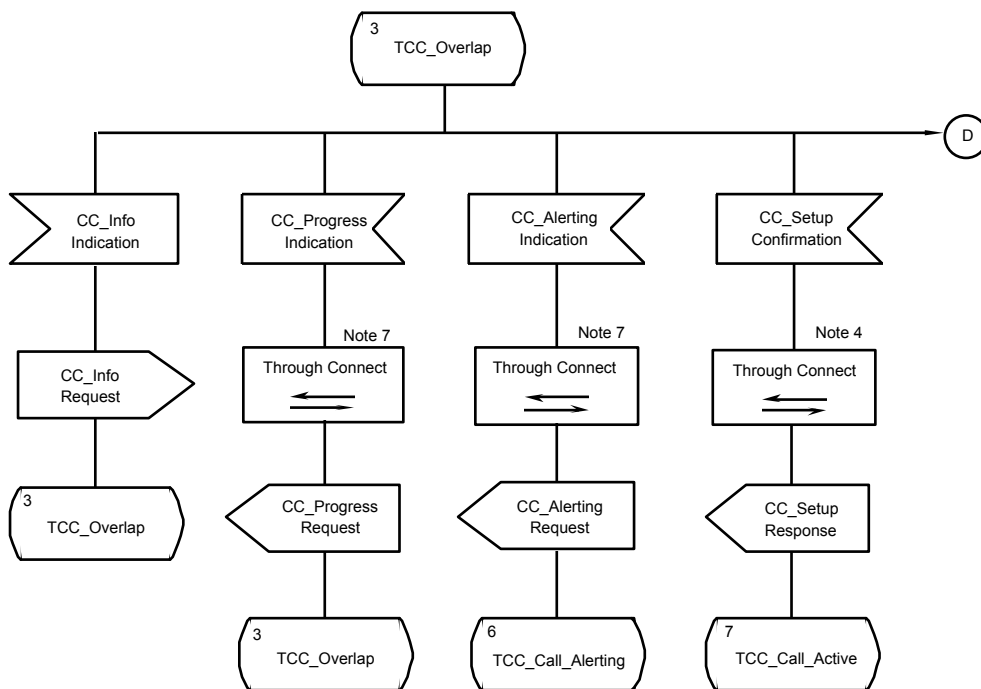 3
TCC_Overlap
D
CC_Info
Indication
CC_Progress
Indication
CC_Alerting
Indication
CC_Setup
Confirmation
Note 7
Note 7
Note 4
CC_Info
Request
Through Connect
Through Connect
Through Connect
3
TCC_Overlap
CC_Progress
Request
CC_Alerting
Request
CC_Setup
Response
3
TCC_Overlap
6
TCC_Call_Alerting
7
TCC_Call_Active